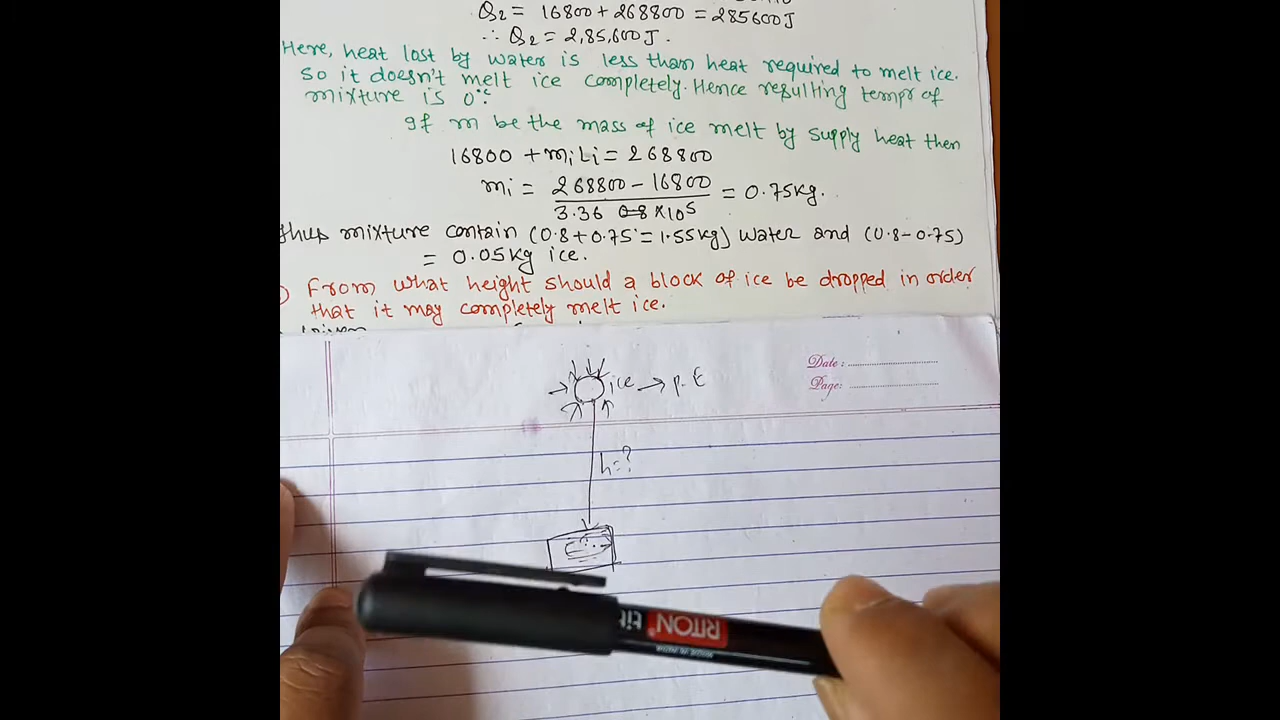 Q2 = 16800 + 268800 = 285600J
∴ Q2 = 2,85,600J.
Here, heat lost by water is less than heat required to melt ice.
so it doesn't melt ice completely. Hence resulting tempr of
mixture is 0°c
If m be the mass of ice melt by supply heat then
16800 + miLi = 268800
mi = 268800 - 16800 / 3.36 0.8 × 10^5 = 0.75kg.
thus mixture contain (0.8 + 0.75 = 1.55kg) water and (0.8 - 0.75)
= 0.05kg ice.
) From what height should a block of ice be dropped in order
that it may completely melt ice.
Date :
ice → p. E
Page:
h = ?
RITON